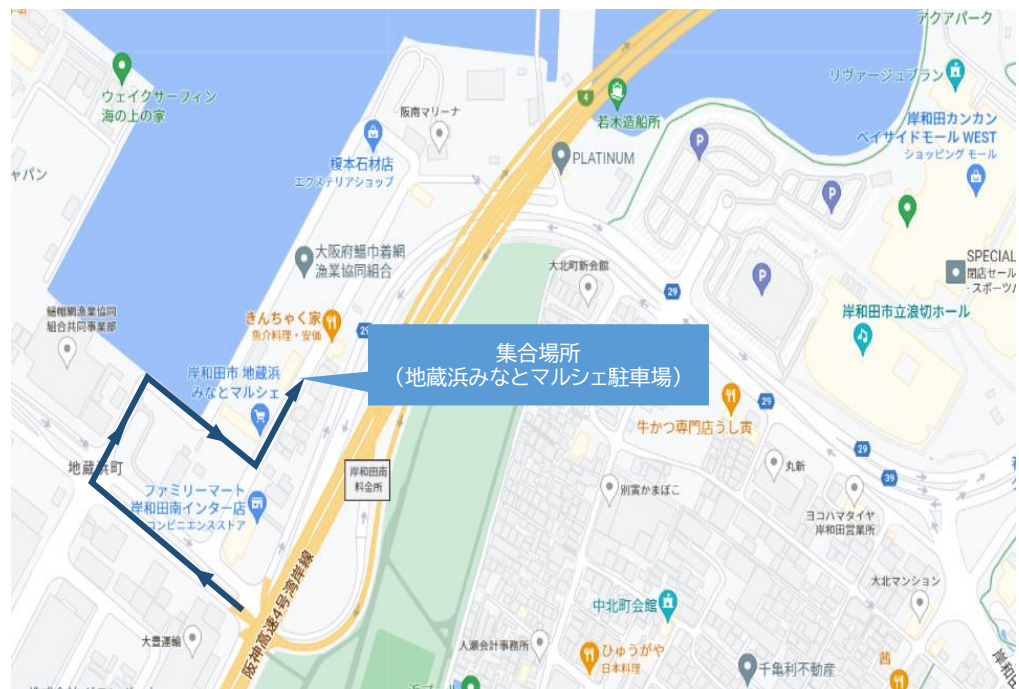 アクアパーク
ウェイクサーフィン
海の上の家
リヴァージュブラン
阪南マリーナ
4
若木造船所
岸和田カンカン
ベイサイドモール WEST
ショッピング モール
榎本石材店
エクステリアショップ
PLATINUM
P
P
ャパン
大阪府鰮巾着網
漁業協同組合
大北町新会館
P
SPECIAL
閉店セール
・スポーツパ
29
鰮帽網漁業協同
組合共同事業部
きんちゃく家
魚介料理・安価
29
岸和田市立浪切ホール
集合場所
(地蔵浜みなとマルシェ駐車場)
岸和田市 地蔵浜
みなとマルシェ
29
牛かつ専門店うし寅
29
39
地蔵浜町
岸和田南
料金所
丸新
ファミリーマート
岸和田南インター店
コンビニエンスストア
別寅かまぼこ
ヨコハマタイヤ
岸和田営業所
阪神高速4号湾岸線
大北マンション
中北町会館
大豊運輸
人瀬会計事務所
ひゅうがや
日本料理
千亀利不動産
茜
岸和田